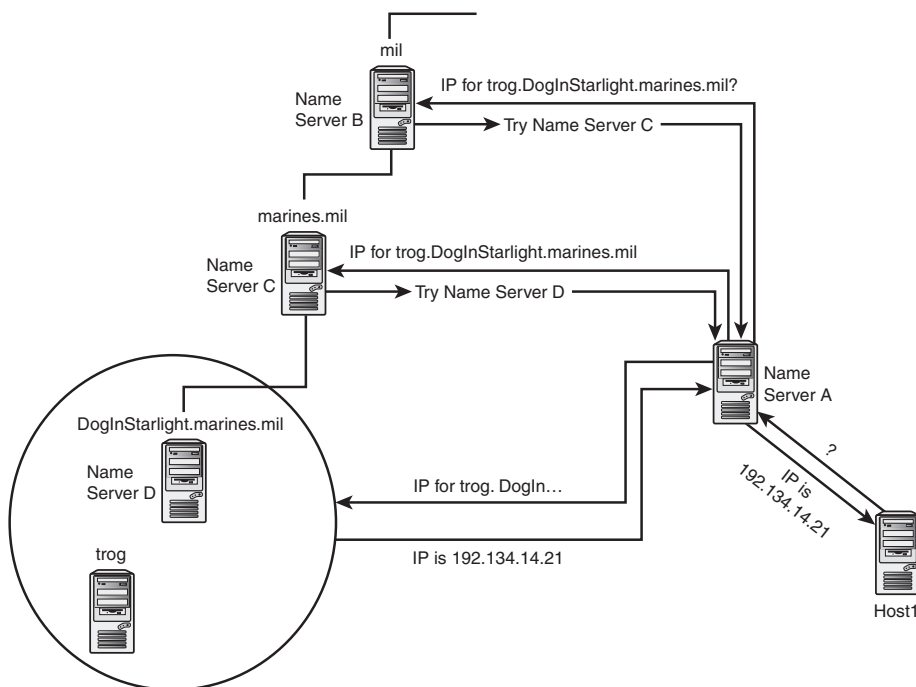 mil
IP for trog.DogInStarlight.marines.mil?
Name
Server B
Try Name Server C
marines.mil
IP for trog.DogInStarlight.marines.mil
Name
Server C
Try Name Server D
Name
Server A
DogInStarlight.marines.mil
?
Name
Server D
IP for trog. DogIn...
IP is
192.134.14.21
trog
IP is 192.134.14.21
Host1